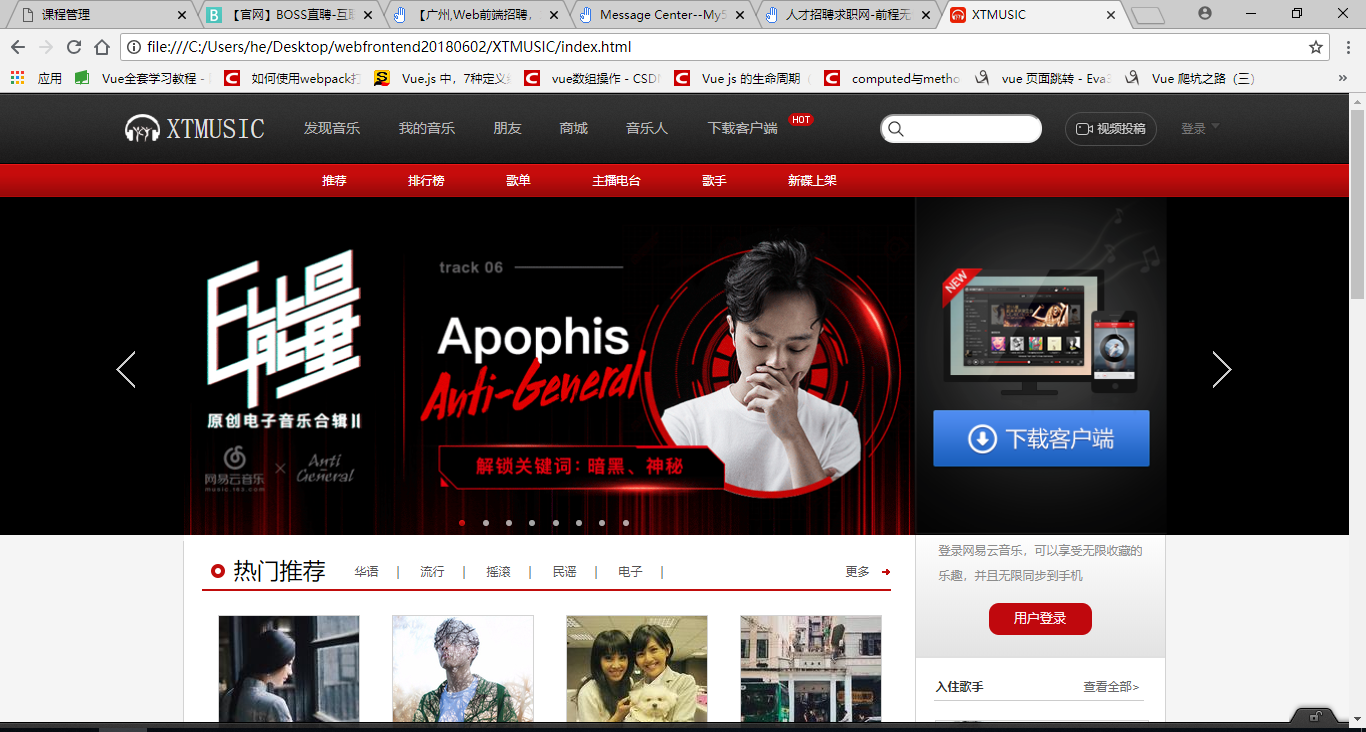 课程管理
【官网】BOSS直聘-互联
【广州,Web前端招聘,
Message Center--My5
人才招聘求职网-前程无
XTMUSIC
file:///C:/Users/he/Desktop/webfrontend20180602/XTMUSIC/index.html
应用
Vue全套学习教程 -
如何使用webpack打
Vue.js 中，7种定义
vue数组操作 - CSDN
Vue js 的生命周期
computed与metho
vue 页面跳转 - Eva
Vue 爬坑之路（三）
XTMUSIC
发现音乐
我的音乐
朋友
商城
音乐人
下载客户端
HOT
视频投稿
登录
推荐
排行榜
歌单
主播电台
歌手
新碟上架
电能量
原创电子音乐合辑II
网易云音乐
music.163.com
×
Anti
General
track 06
Apophis
Anti-General
解锁关键词：暗黑、神秘
NEW
下载客户端
热门推荐
华语 | 流行 | 摇滚 | 民谣 | 电子 |
更多
登录网易云音乐，可以享受无限收藏的
乐趣，并且无限同步到手机
用户登录
入住歌手
查看全部>